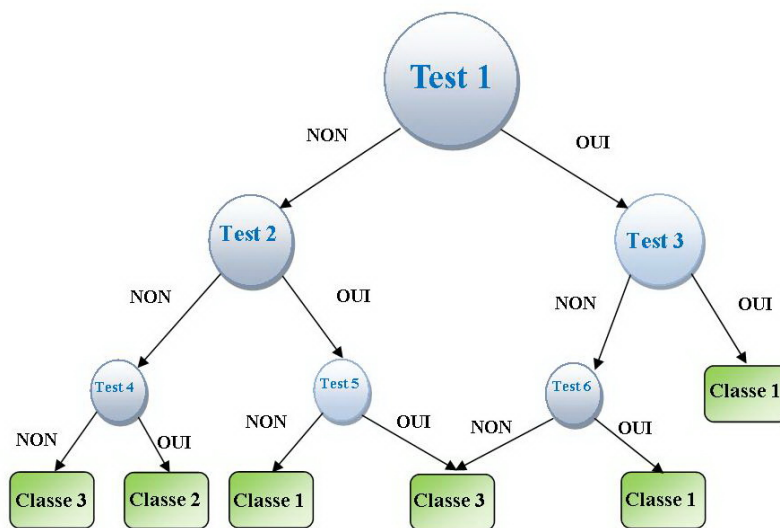 Test 1
NON
OUI
Test 2
Test 3
NON
OUI
NON
OUI
Test 4
Test 5
Test 6
Classe 1
NON
OUI
NON
OUI
NON
OUI
Classe 3
Classe 2
Classe 1
Classe 3
Classe 1